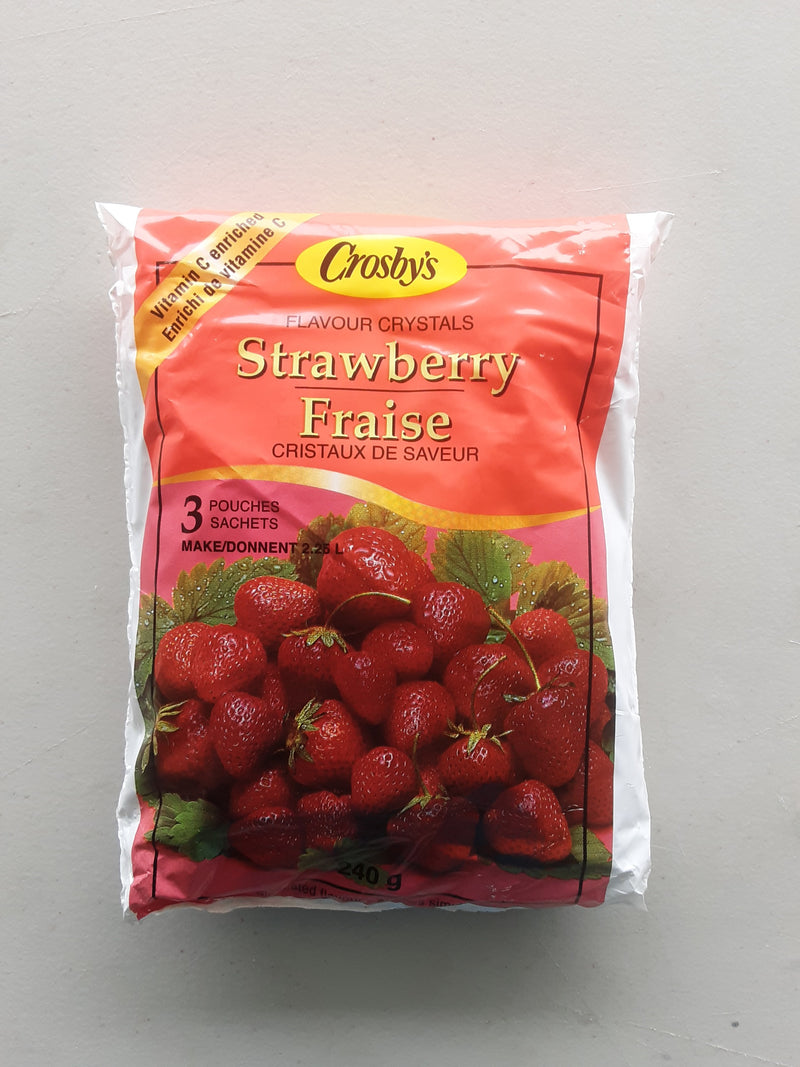 Vitamin C enriched
Enrichi de vitamine C
Crosby's
FLAVOUR CRYSTALS
Strawberry
Fraise
CRISTAUX DE SAVEUR
3 POUCHES
SACHETS
MAKE/DONNENT 2.25 L
240 g